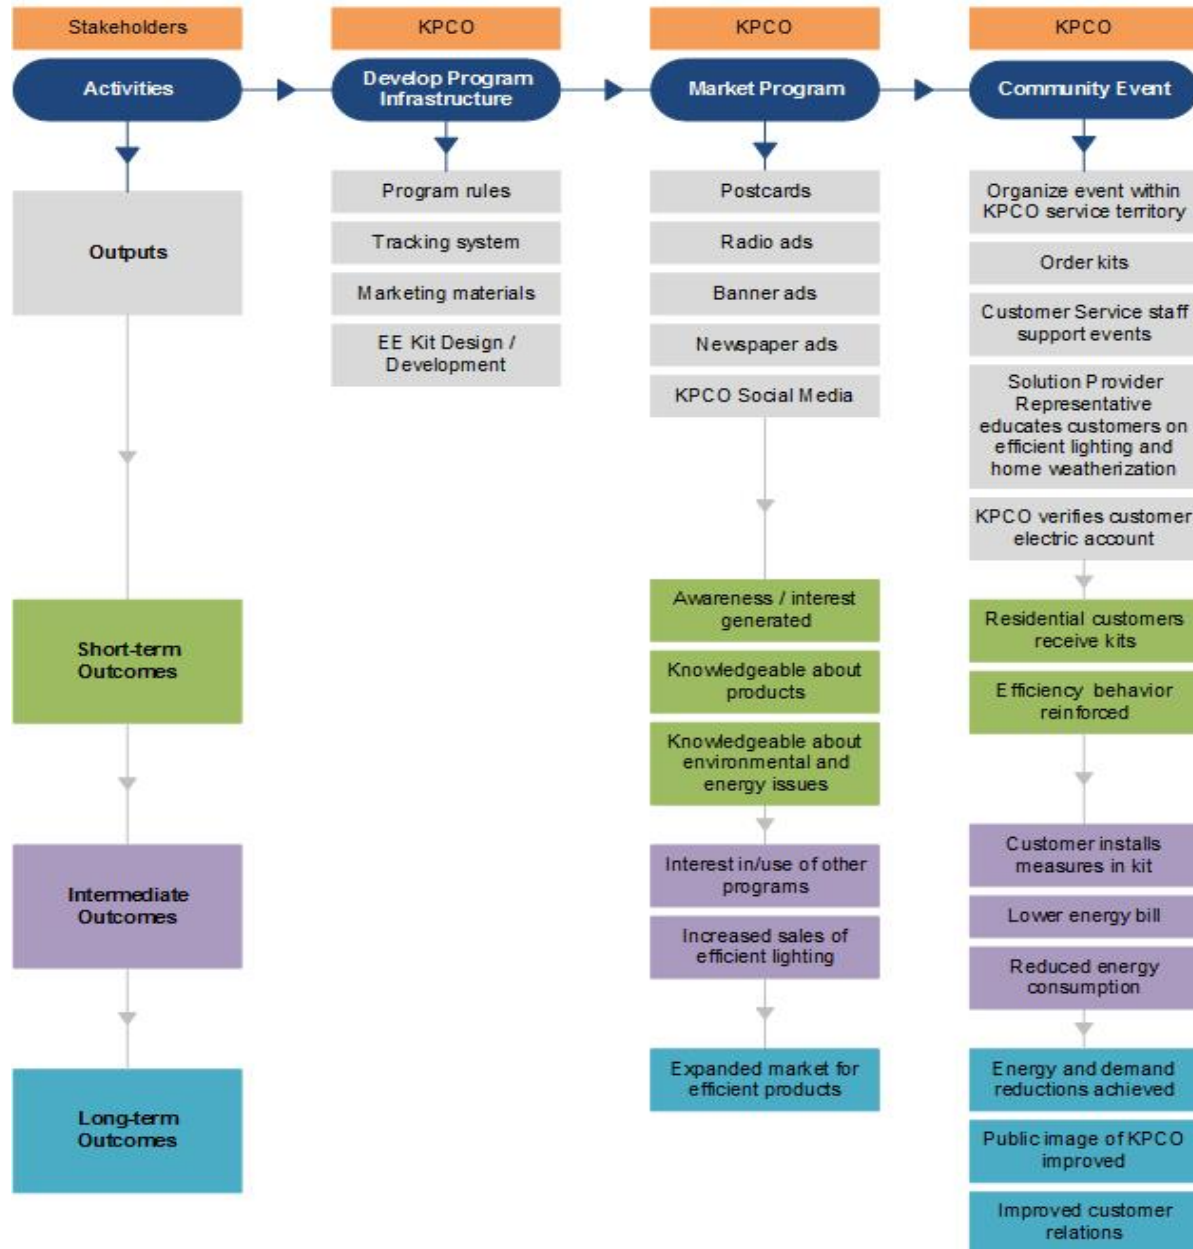 Stakeholders
KPCO
KPCO
KPCO
Activities
Develop Program
Infrastructure
Market Program
Community Event
Outputs
Program rules
Tracking system
Marketing materials
EE Kit Design /
Development
Postcards
Radio ads
Banner ads
Newspaper ads
KPCO Social Media
Organize event within
KPCO service territory
Order kits
Customer Service staff
support events
Solution Provider
Representative
educates customers on
efficient lighting and
home weatherization
KPCO verifies customer
electric account
Short-term
Outcomes
Awareness / interest
generated
Knowledgeable about
products
Knowledgeable about
environmental and
energy issues
Residential customers
receive kits
Efficiency behavior
reinforced
Intermediate
Outcomes
Interest in/use of other
programs
Increased sales of
efficient lighting
Customer installs
measures in kit
Lower energy bill
Reduced energy
consumption
Long-term
Outcomes
Expanded market for
efficient products
Energy and demand
reductions achieved
Public image of KPCO
improved
Improved customer
relations